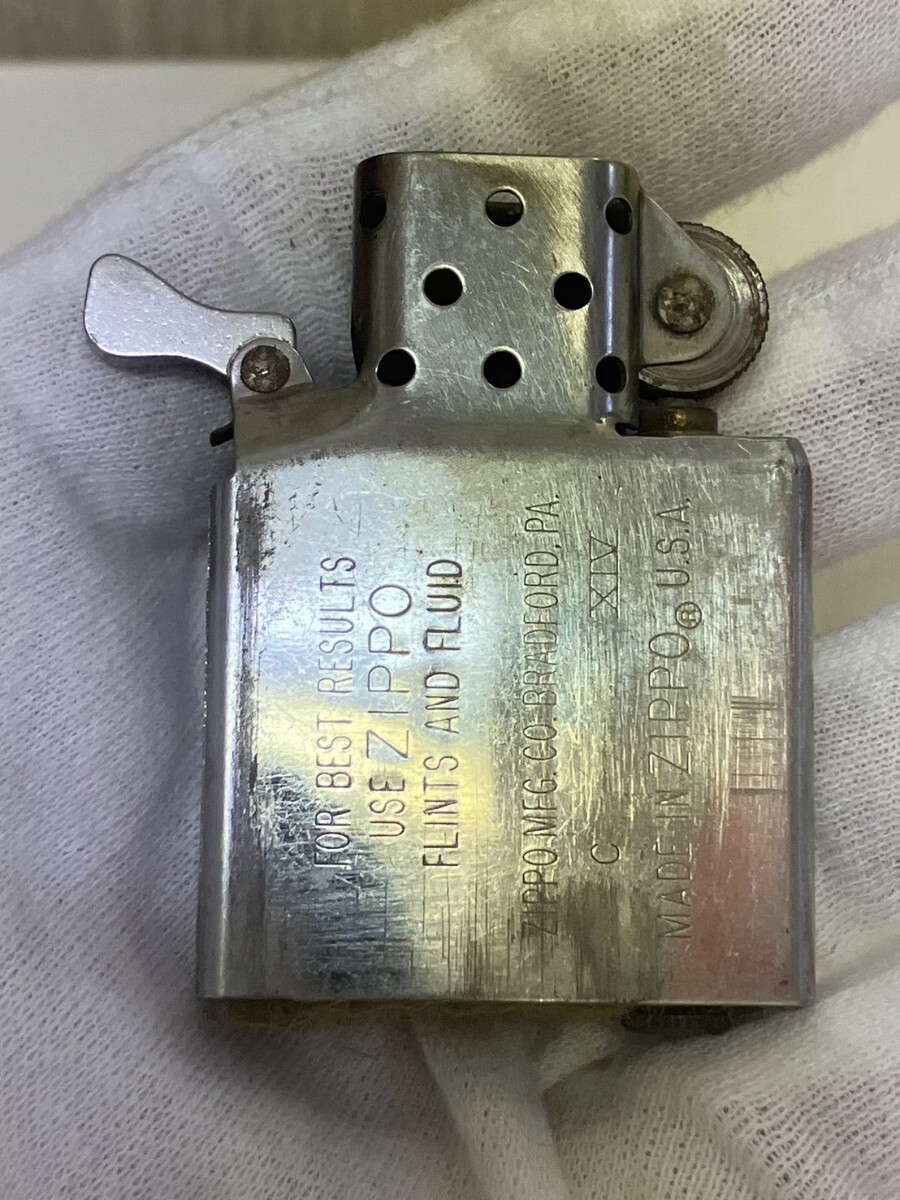 FOR BEST RESULTS
USE ZIPPO
FLINTS AND FLUID
ZIPPO MFG. CO. BRADFORD, PA.
C XIV
MADE IN ZIPPO® U.S.A.